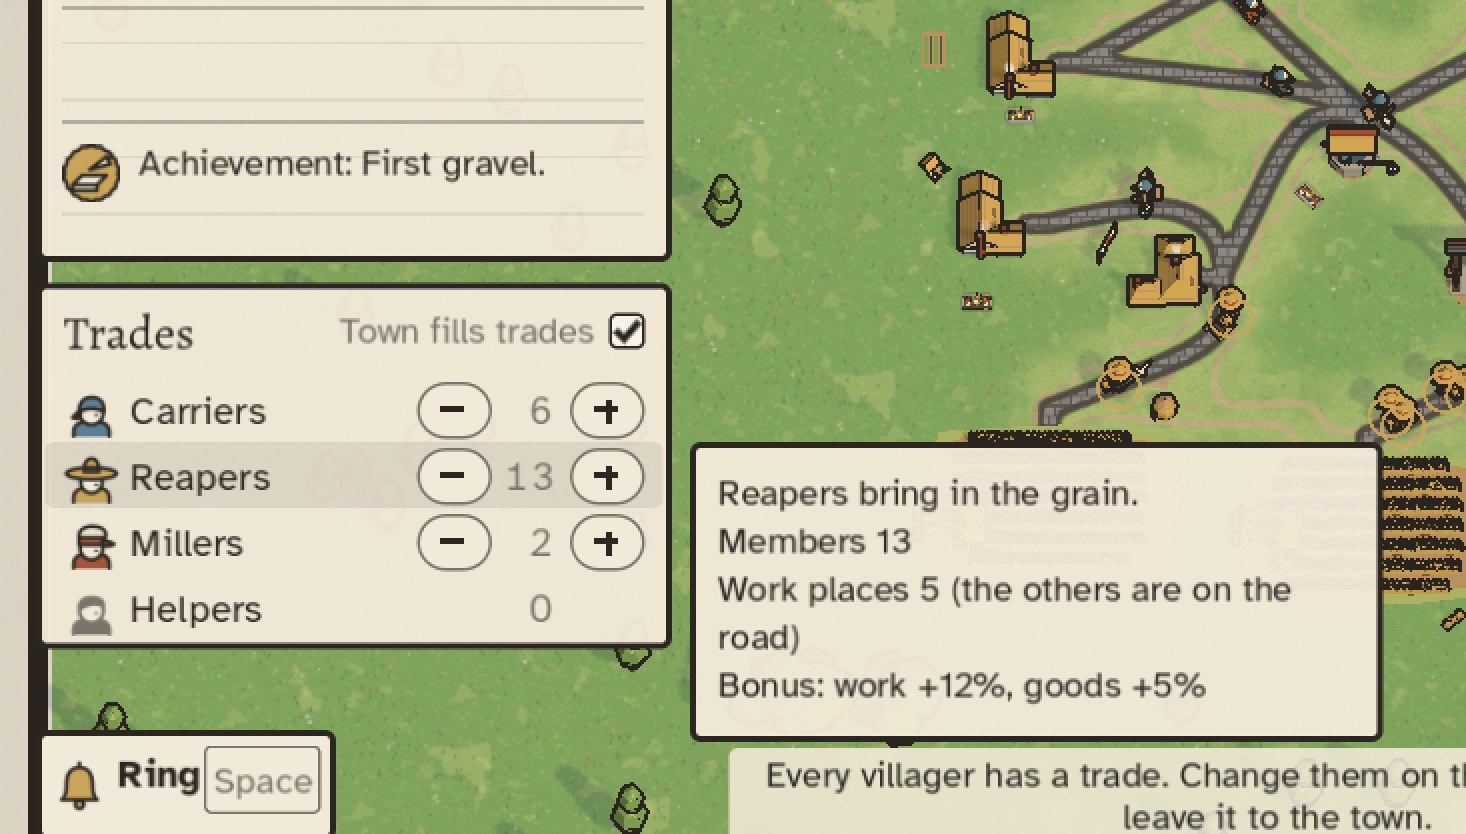 Achievement: First gravel.
Trades Town fills trades
Carriers 6
Reapers 13
Millers 2
Helpers 0
Reapers bring in the grain.
Members 13
Work places 5 (the others are on the
road)
Bonus: work +12%, goods +5%
Ring Space
Every villager has a trade. Change them on
leave it to the town.